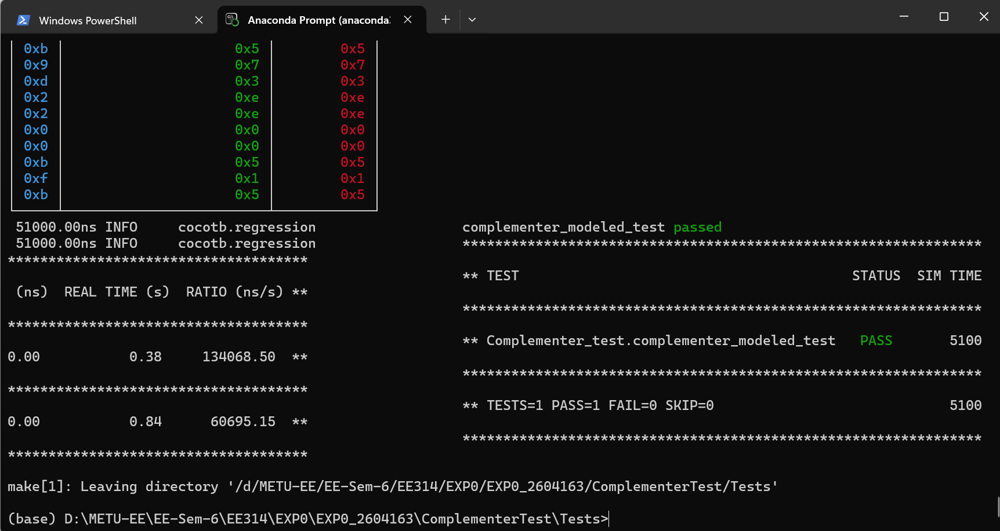 Windows PowerShell
Anaconda Prompt (anaconda:
0xb 0x5 0x5
0x9 0x7 0x7
0xd 0x3 0x3
0x2 0xe 0xe
0x2 0xe 0xe
0x0 0x0 0x0
0x0 0x0 0x0
0xb 0x5 0x5
0xf 0x1 0x1
0xb 0x5 0x5
51000.00ns INFO cocotb.regression complementer_modeled_test passed
51000.00ns INFO cocotb.regression ****************************************************************
*************************************
** TEST STATUS SIM TIME
(ns) REAL TIME (s) RATIO (ns/s) **
****************************************************************
*************************************
** Complementer_test.complementer_modeled_test PASS 5100
0.00 0.38 134068.50 **
****************************************************************
*************************************
** TESTS=1 PASS=1 FAIL=0 SKIP=0 5100
0.00 0.84 60695.15 **
****************************************************************
*************************************
make[1]: Leaving directory '/d/METU-EE/EE-Sem-6/EE314/EXP0/EXP0_2604163/ComplementerTest/Tests'
(base) D:\METU-EE\EE-Sem-6\EE314\EXP0\EXP0_2604163\ComplementerTest\Tests>